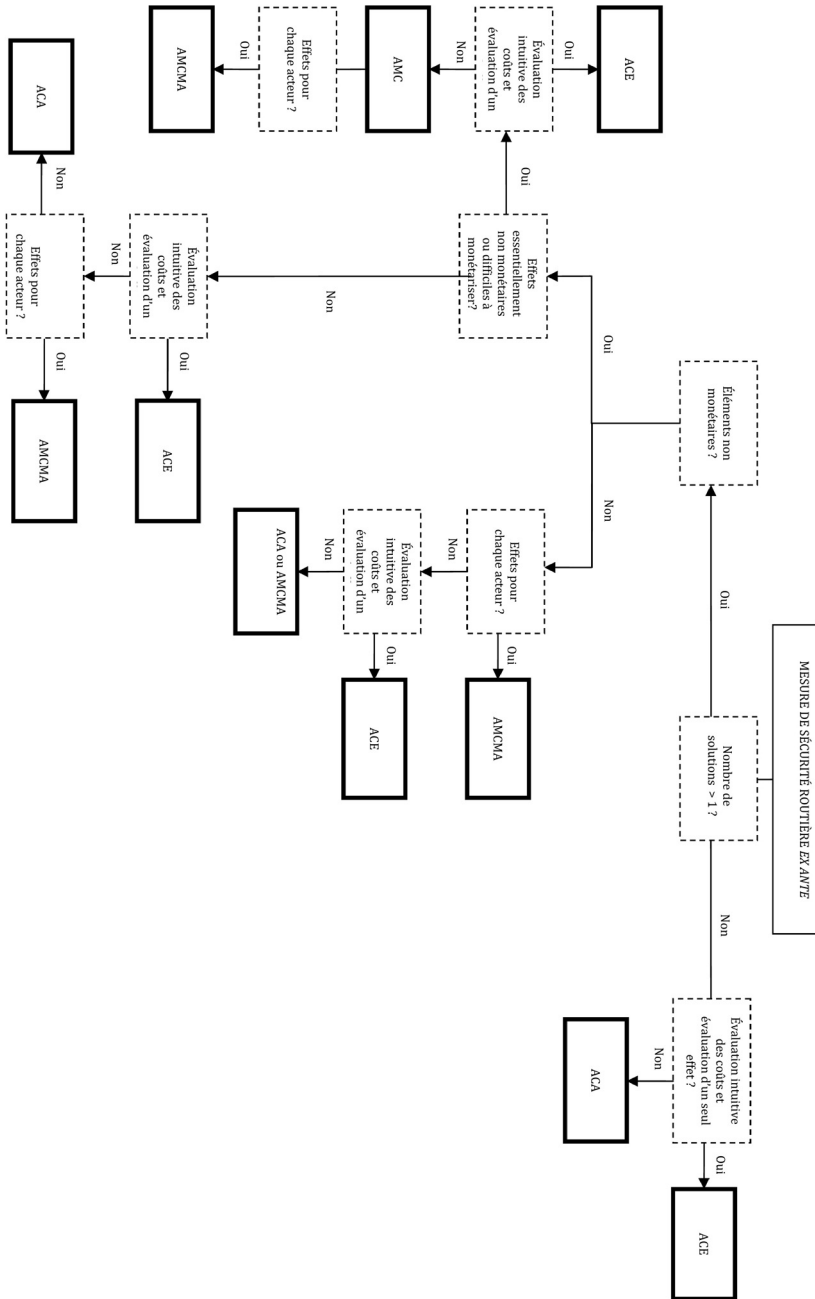 MESURE DE SÉCURITÉ ROUTIÈRE EX ANTE
Nombre de
solutions > 1 ?
Oui
Non
Éléments non
monétaires ?
Évaluation intuitive
des coûts et
évaluation d'un seul
effet ?
Oui
ACE
Non
ACA
Oui
Non
Effets
essentiellement
non monétaires
ou difficiles à
monétariser?
Effets pour
chaque acteur ?
Oui
AMCMA
Non
Évaluation
intuitive des
coûts et
évaluation d'un
Oui
ACE
Non
ACA ou AMCMA
Oui
Évaluation
intuitive des
coûts et
évaluation d'un
Oui
ACE
Non
AMC
Effets pour
chaque acteur ?
Oui
AMCMA
Non
Évaluation
intuitive des
coûts et
évaluation d'un
Oui
ACE
Non
Effets pour
chaque acteur ?
Non
ACA
Oui
AMCMA